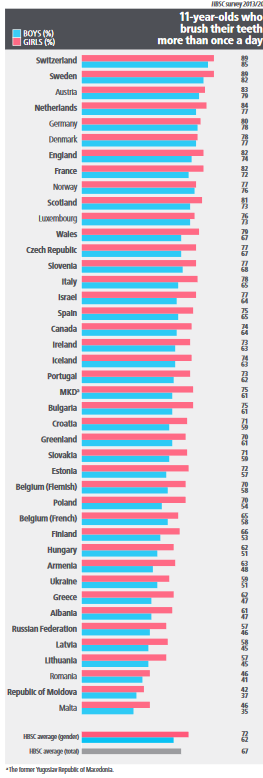 HBSC survey 2013/20
11-year-olds who
brush their teeth
more than once a day
BOYS (%)
GIRLS (%)
Switzerland 89
85
Sweden 89
82
Austria 83
79
Netherlands 84
77
Germany 80
78
Denmark 78
77
England 82
74
France 82
72
Norway 77
76
Scotland 81
73
Luxembourg 76
73
Wales 79
67
Czech Republic 77
67
Slovenia 77
68
Italy 78
65
Israel 77
64
Spain 75
65
Canada 74
64
Ireland 73
63
Iceland 74
63
Portugal 73
62
MKDᵃ 75
61
Bulgaria 75
61
Croatia 71
59
Greenland 70
61
Slovakia 71
59
Estonia 72
57
Belgium (Flemish) 70
58
Poland 70
54
Belgium (French) 65
58
Finland 66
53
Hungary 62
51
Armenia 63
48
Ukraine 59
51
Greece 62
47
Albania 61
47
Russian Federation 57
46
Latvia 58
45
Lithuania 57
45
Romania 46
41
Republic of Moldova 42
37
Malta 46
35
HBSC average (gender) 72
62
HBSC average (total) 67
ᵃ The former Yugoslav Republic of Macedonia.